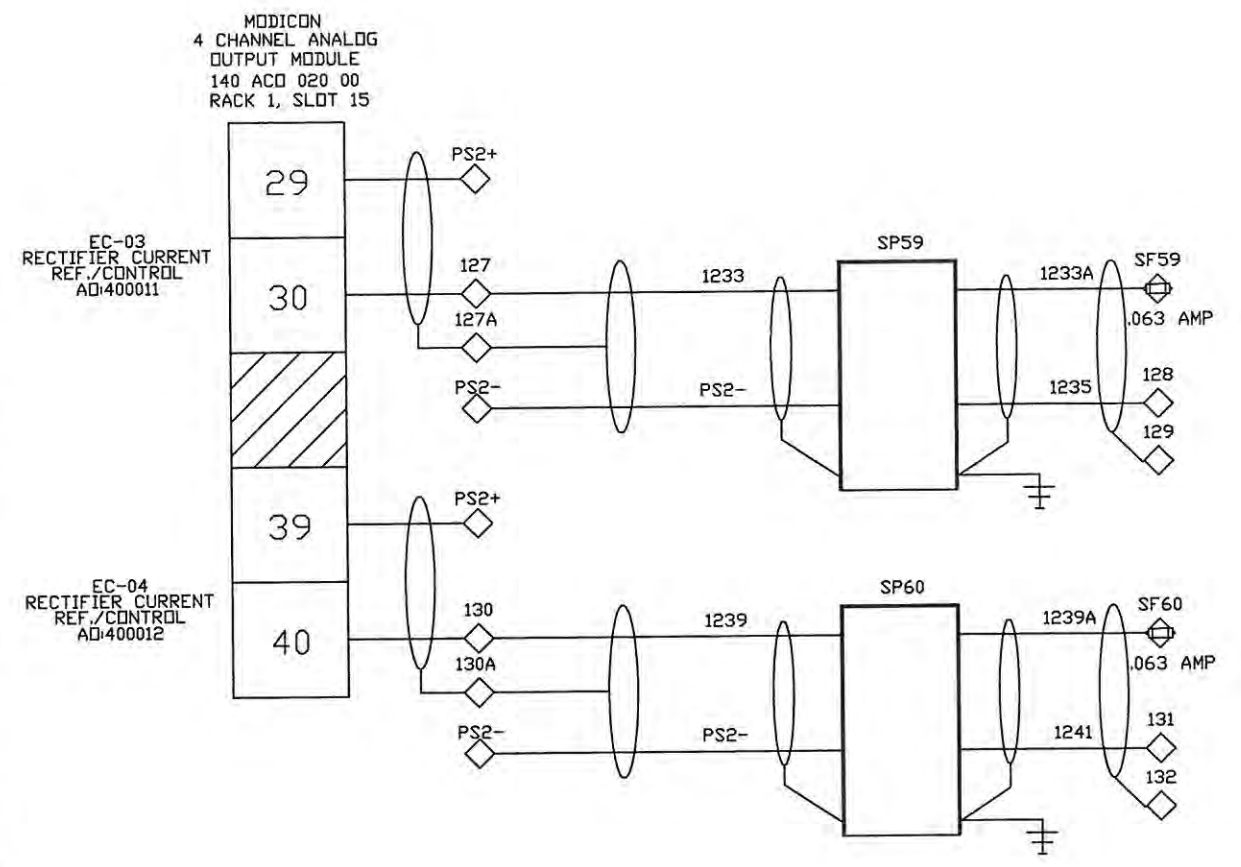 MODICON
4 CHANNEL ANALOG
OUTPUT MODULE
140 ACO 020 00
RACK 1, SLOT 15
29
PS2+
EC-03
RECTIFIER CURRENT
REF./CONTROL
AO:400011
30
127
127A
PS2-
1233
PS2-
SP59
1233A
SF59
.063 AMP
1235
128
129
39
PS2+
EC-04
RECTIFIER CURRENT
REF./CONTROL
AO:400012
40
130
130A
PS2-
1239
PS2-
SP60
1239A
SF60
.063 AMP
1241
131
132